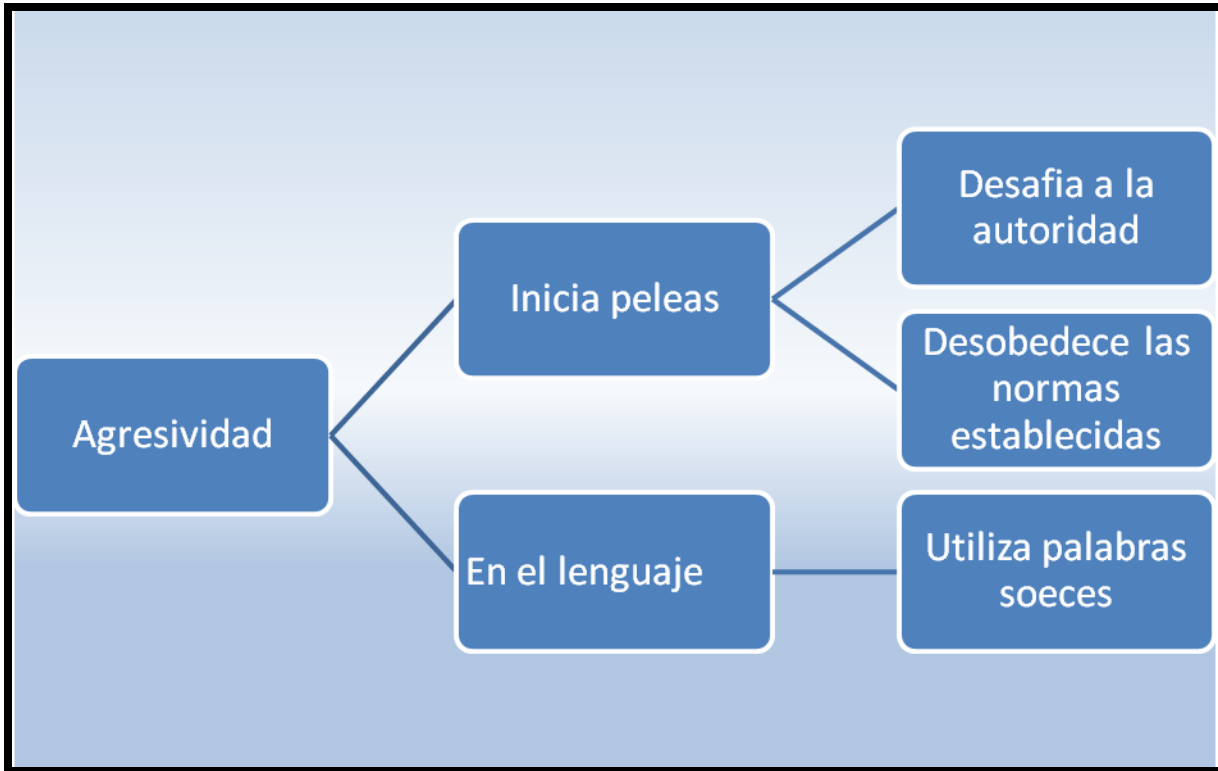 Agresividad
Inicia peleas
Desafia a la
autoridad
Desobedece las
normas
establecidas
En el lenguaje
Utiliza palabras
soeces